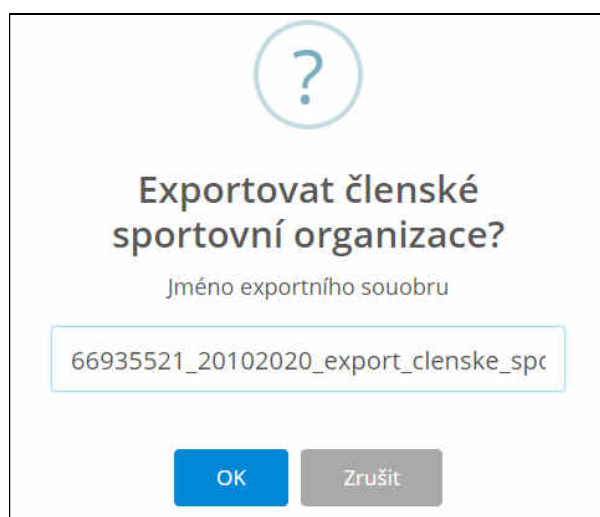 ?
Exportovat členské
sportovní organizace?
Jméno exportního souobru
66935521_20102020_export_clenske_spo
OK
Zrušit